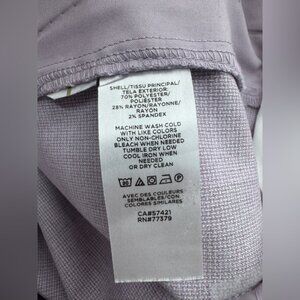 SHELL/TISSU PRINCIPAL/
TELA EXTERIOR:
70% POLYESTER/
POLIÉSTER
28% RAYON/RAYONNE/
RAYÓN
2% SPANDEX
MACHINE WASH COLD
WITH LIKE COLORS
ONLY NON-CHLORINE
BLEACH WHEN NEEDED
TUMBLE DRY LOW
COOL IRON WHEN
NEEDED
OR DRY CLEAN
AVEC DES COULEURS
SEMBLABLES/CON
COLORES SIMILARES
CA#57421
RN#77379